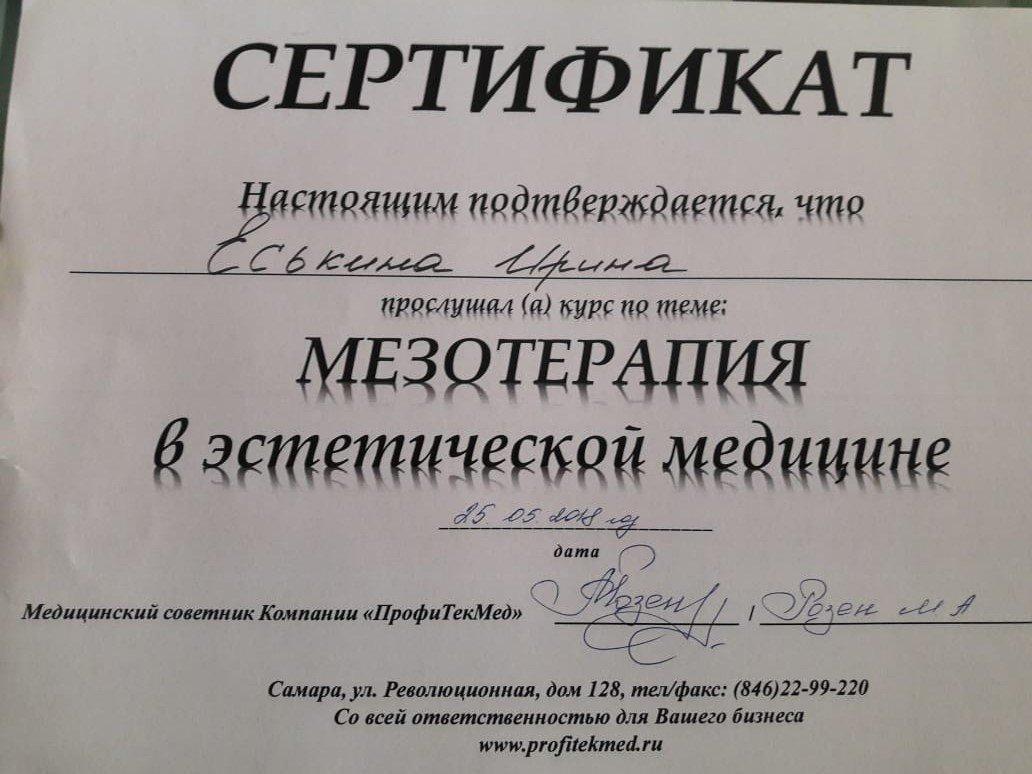 СЕРТИФИКАТ
Настоящим подтверждается, что
Еськина Ирина
прослушал (а) курс по теме:
МЕЗОТЕРАПИЯ
в эстетической медицине
25.05.2018 год
дата
Медицинский советник Компании «ПрофиТекМед» / Розен М А
Самара, ул. Революционная, дом 128, тел/факс: (846)22-99-220
Со всей ответственностью для Вашего бизнеса
www.profitekmed.ru